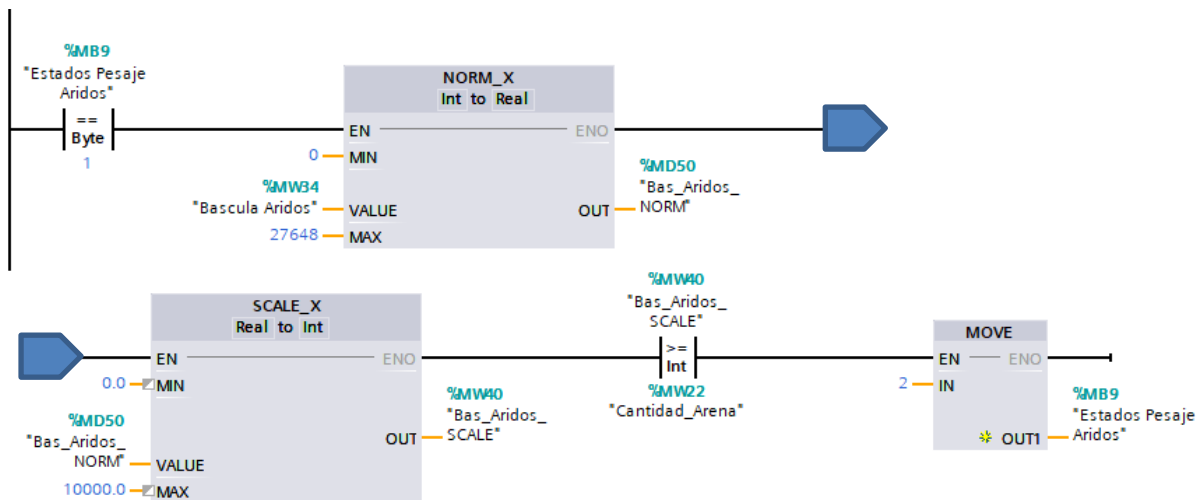 %MB9
"Estados Pesaje
Aridos"
==
Byte
1
NORM_X
Int to Real
EN
ENO
0
MIN
%MW34
"Bascula Aridos"
VALUE
27648
MAX
OUT
%MD50
"Bas_Aridos_
NORM"
SCALE_X
Real to Int
EN
ENO
0.0
MIN
%MD50
"Bas_Aridos_
NORM"
VALUE
10000.0
MAX
OUT
%MW40
"Bas_Aridos_
SCALE"
%MW40
"Bas_Aridos_
SCALE"
>=
Int
%MW22
"Cantidad_Arena"
MOVE
EN
ENO
2
IN
OUT1
%MB9
"Estados Pesaje
Aridos"